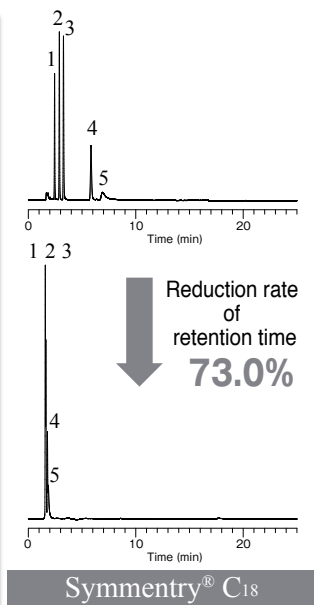 2
1
3
4
5
0 10 20
Time (min)
1 2 3
Reduction rate
of
retention time
73.0%
4
5
0 10 20
Time (min)
Symmentry® C18